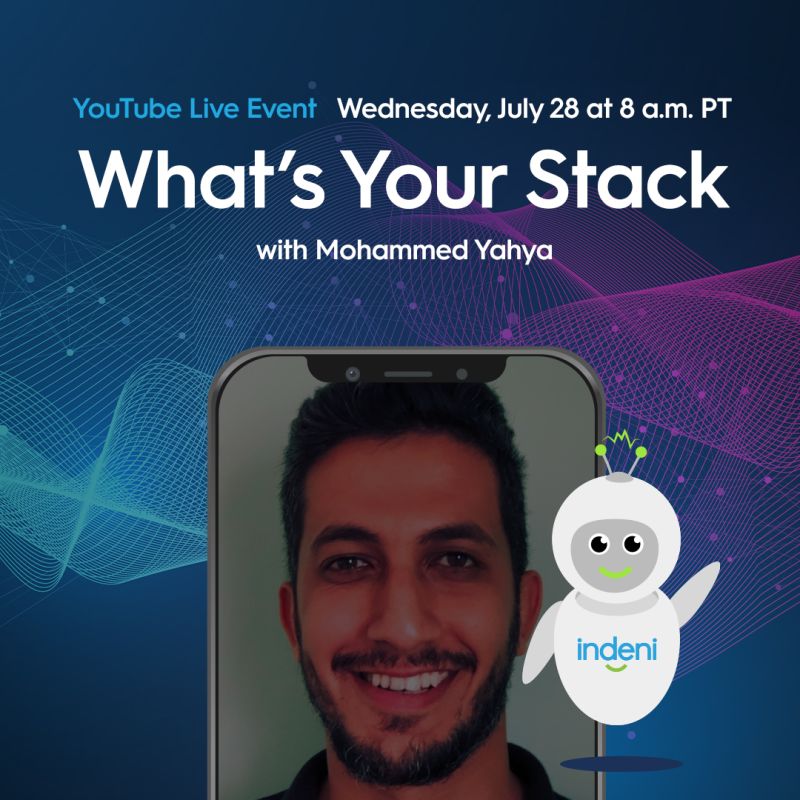 YouTube Live Event Wednesday, July 28 at 8 a.m. PT
What's Your Stack
with Mohammed Yahya
indeni